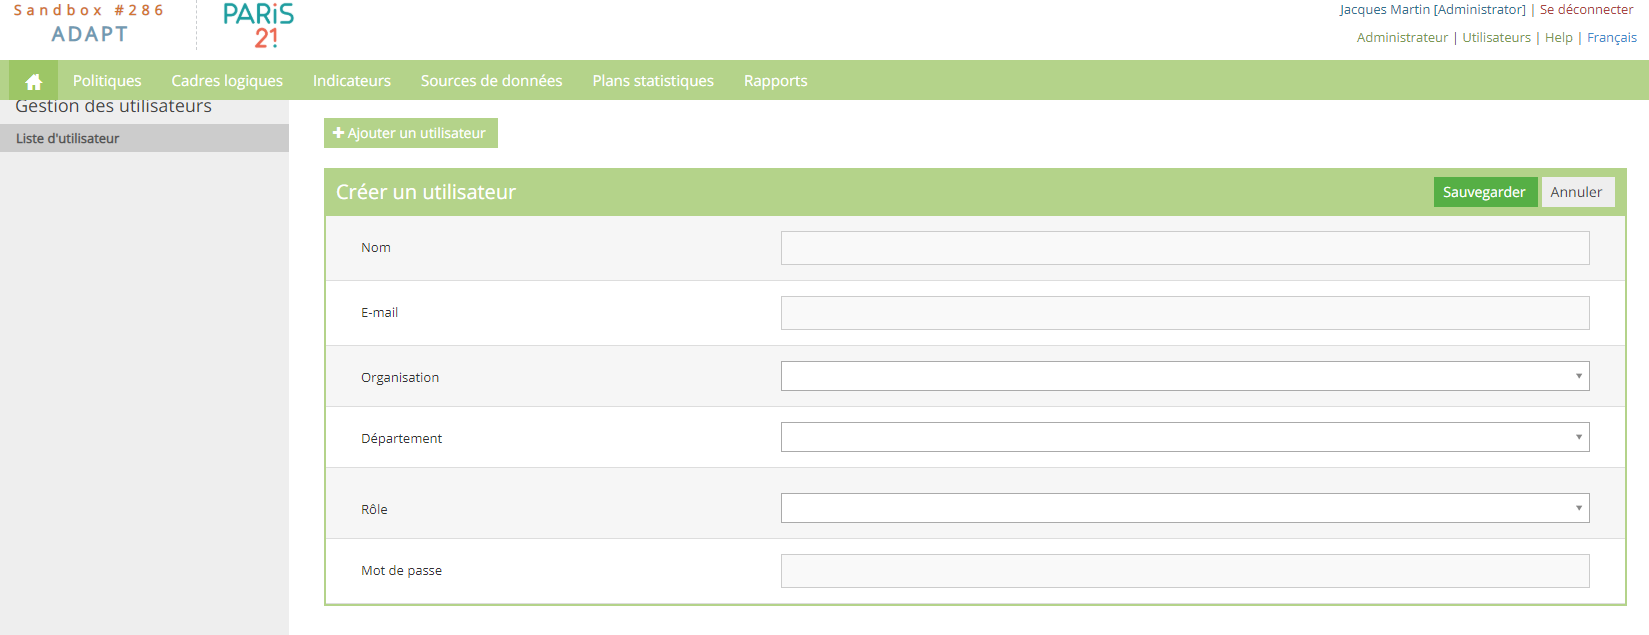 Sandbox #286
ADAPT
PARiS
21
Jacques Martin [Administrator] | Se déconnecter
Administrateur | Utilisateurs | Help | Français
Politiques Cadres logiques Indicateurs Sources de données Plans statistiques Rapports
Gestion des utilisateurs
Liste d'utilisateur
Ajouter un utilisateur
Créer un utilisateur
Sauvegarder Annuler
Nom
E-mail
Organisation
Département
Rôle
Mot de passe